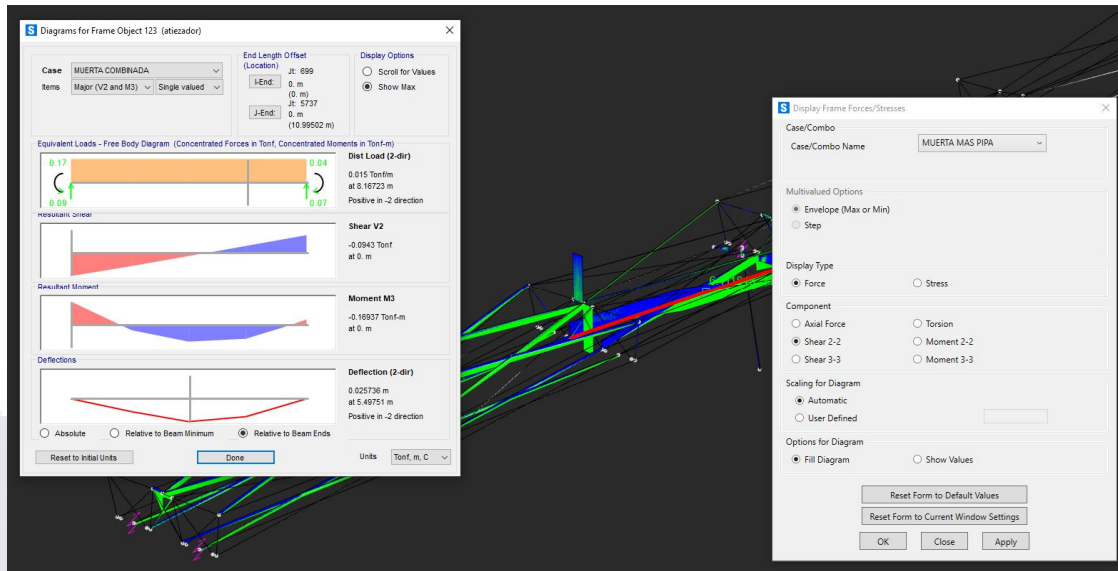 Diagrams for Frame Object 123 (atiezador)
Case MUERTA COMBINADA
Items Major (V2 and M3) Single valued
End Length Offset
(Location)
Jt: 699
I-End: 0. m
(0. m)
Jt: 5737
J-End: 0. m
(10.99502 m)
Display Options
Scroll for Values
Show Max
Equivalent Loads - Free Body Diagram (Concentrated Forces in Tonf, Concentrated Moments in Tonf-m)
0.17 0.04
0.09 0.07
Dist Load (2-dir)
0.015 Tonf/m
at 8.16723 m
Positive in -2 direction
Resultant Shear
Shear V2
-0.0943 Tonf
at 0. m
Resultant Moment
Moment M3
-0.16937 Tonf-m
at 0. m
Deflections
Deflection (2-dir)
0.025736 m
at 5.49751 m
Positive in -2 direction
Absolute Relative to Beam Minimum Relative to Beam Ends
Reset to Initial Units Done Units Tonf, m, C
Display Frame Forces/Stresses
Case/Combo
Case/Combo Name MUERTA MAS PIPA
Multivalued Options
Envelope (Max or Min)
Step
Display Type
Force Stress
Component
Axial Force Torsion
Shear 2-2 Moment 2-2
Shear 3-3 Moment 3-3
Scaling for Diagram
Automatic
User Defined
Options for Diagram
Fill Diagram Show Values
Reset Form to Default Values
Reset Form to Current Window Settings
OK Close Apply